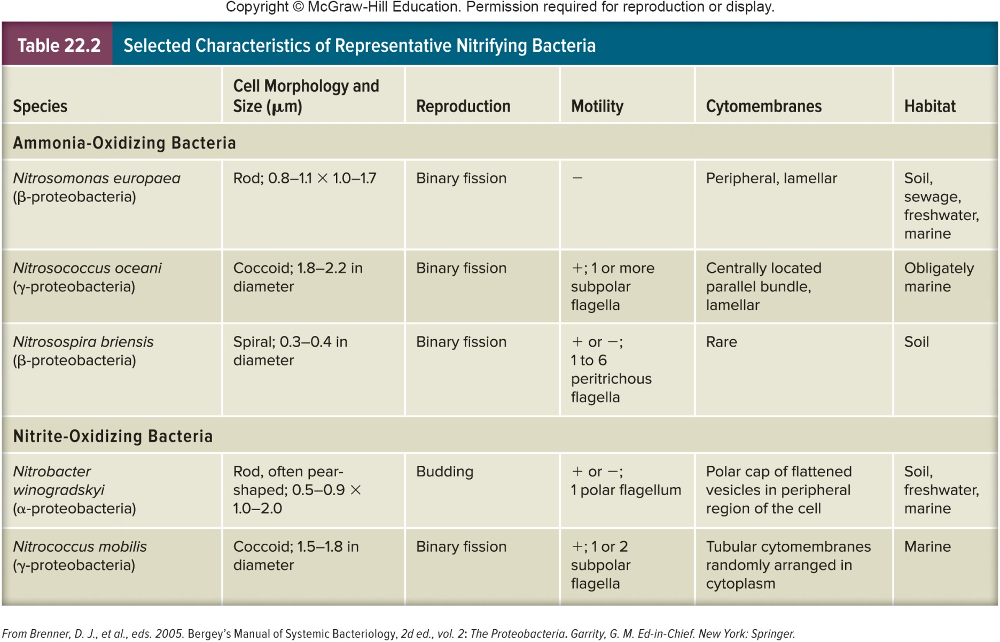 Copyright © McGraw-Hill Education. Permission required for reproduction or display.
Table 22.2 Selected Characteristics of Representative Nitrifying Bacteria
Species
Cell Morphology and
Size (μm)
Reproduction
Motility
Cytomembranes
Habitat
Ammonia-Oxidizing Bacteria
Nitrosomonas europaea
(β-proteobacteria)
Rod; 0.8–1.1 × 1.0–1.7
Binary fission
−
Peripheral, lamellar
Soil,
sewage,
freshwater,
marine
Nitrosococcus oceani
(γ-proteobacteria)
Coccoid; 1.8–2.2 in
diameter
Binary fission
+; 1 or more
subpolar
flagella
Centrally located
parallel bundle,
lamellar
Obligately
marine
Nitrosospira briensis
(β-proteobacteria)
Spiral; 0.3–0.4 in
diameter
Binary fission
+ or −;
1 to 6
peritrichous
flagella
Rare
Soil
Nitrite-Oxidizing Bacteria
Nitrobacter
winogradskyi
(α-proteobacteria)
Rod, often pear-
shaped; 0.5–0.9 ×
1.0–2.0
Budding
+ or −;
1 polar flagellum
Polar cap of flattened
vesicles in peripheral
region of the cell
Soil,
freshwater,
marine
Nitrococcus mobilis
(γ-proteobacteria)
Coccoid; 1.5–1.8 in
diameter
Binary fission
+; 1 or 2
subpolar
flagella
Tubular cytomembranes
randomly arranged in
cytoplasm
Marine
From Brenner, D. J., et al., eds. 2005. Bergey’s Manual of Systemic Bacteriology, 2d ed., vol. 2: The Proteobacteria. Garrity, G. M. Ed-in-Chief. New York: Springer.